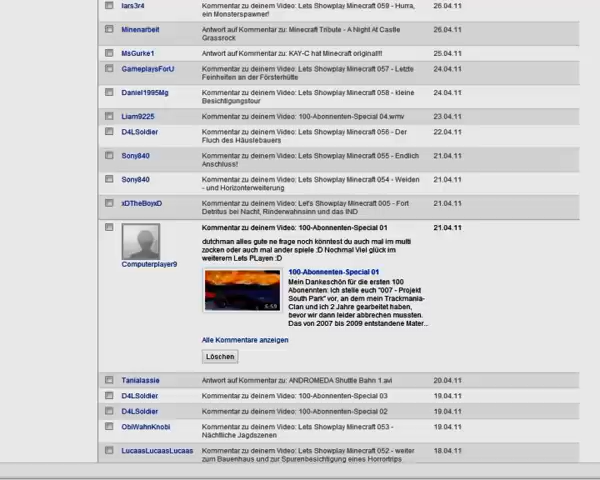 lars3r4 Kommentar zu deinem Video: Lets Showplay Minecraft 059 - Hurra, 26.04.11
ein Monsterspawner!
Minenarbeit Antwort auf Kommentar zu: Minecraft Tribute - A Night At Castle 26.04.11
Grassrock
MsGurke1 Antwort auf Kommentar zu: KAY-C hat Minecraft original!!! 25.04.11
GameplaysForU Kommentar zu deinem Video: Lets Showplay Minecraft 057 - Letzte 24.04.11
Feinheiten an der Försterhütte
Daniel1995Mg Kommentar zu deinem Video: Lets Showplay Minecraft 058 - kleine 24.04.11
Besichtigungstour
Liam9225 Kommentar zu deinem Video: 100-Abonnenten-Special 04.wmv 23.04.11
D4LSoldier Kommentar zu deinem Video: Lets Showplay Minecraft 056 - Der 22.04.11
Fluch des Häuslebauers
Sony840 Kommentar zu deinem Video: Lets Showplay Minecraft 055 - Endlich 21.04.11
Anschluss!
Sony840 Kommentar zu deinem Video: Lets Showplay Minecraft 054 - Weiden 21.04.11
- und Horizonterweiterung
xDTheBoyxD Kommentar zu deinem Video: Let's Showplay Minecraft 005 - Fort 21.04.11
Detritus bei Nacht, Rinderwahnsinn und das IND
Kommentar zu deinem Video: 100-Abonnenten-Special 01 21.04.11
Computerplayer9
dutchman alles gute ne frage noch könntest du auch mal im multi
zocken oder auch mal ander spiele :D Nochmal Viel glück im
weiterem Lets PLayen :D
100-Abonnenten-Special 01
Mein Dankeschön für die ersten 100
Abonennten: Ich stelle euch "007 - Projekt
South Park" vor, an dem mein Trackmania-
Clan und ich 2 Jahre gearbeitet haben,
bevor wir dann leider abbrechen mussten.
Das von 2007 bis 2009 entstandene Mater...
6:59
Alle Kommentare anzeigen
Löschen
Tanialassie Antwort auf Kommentar zu: ANDROMEDA Shuttle Bahn 1.avi 20.04.11
D4LSoldier Kommentar zu deinem Video: 100-Abonnenten-Special 03 19.04.11
D4LSoldier Kommentar zu deinem Video: 100-Abonnenten-Special 02 19.04.11
ObiWahnKnobi Kommentar zu deinem Video: Lets Showplay Minecraft 053 - 19.04.11
Nächtliche Jagdszenen
LucaasLucaasLucaas Kommentar zu deinem Video: Lets Showplay Minecraft 052 - weiter 18.04.11
zum Bauenhaus und zur Spurenbesichtigung eines Horrortrips